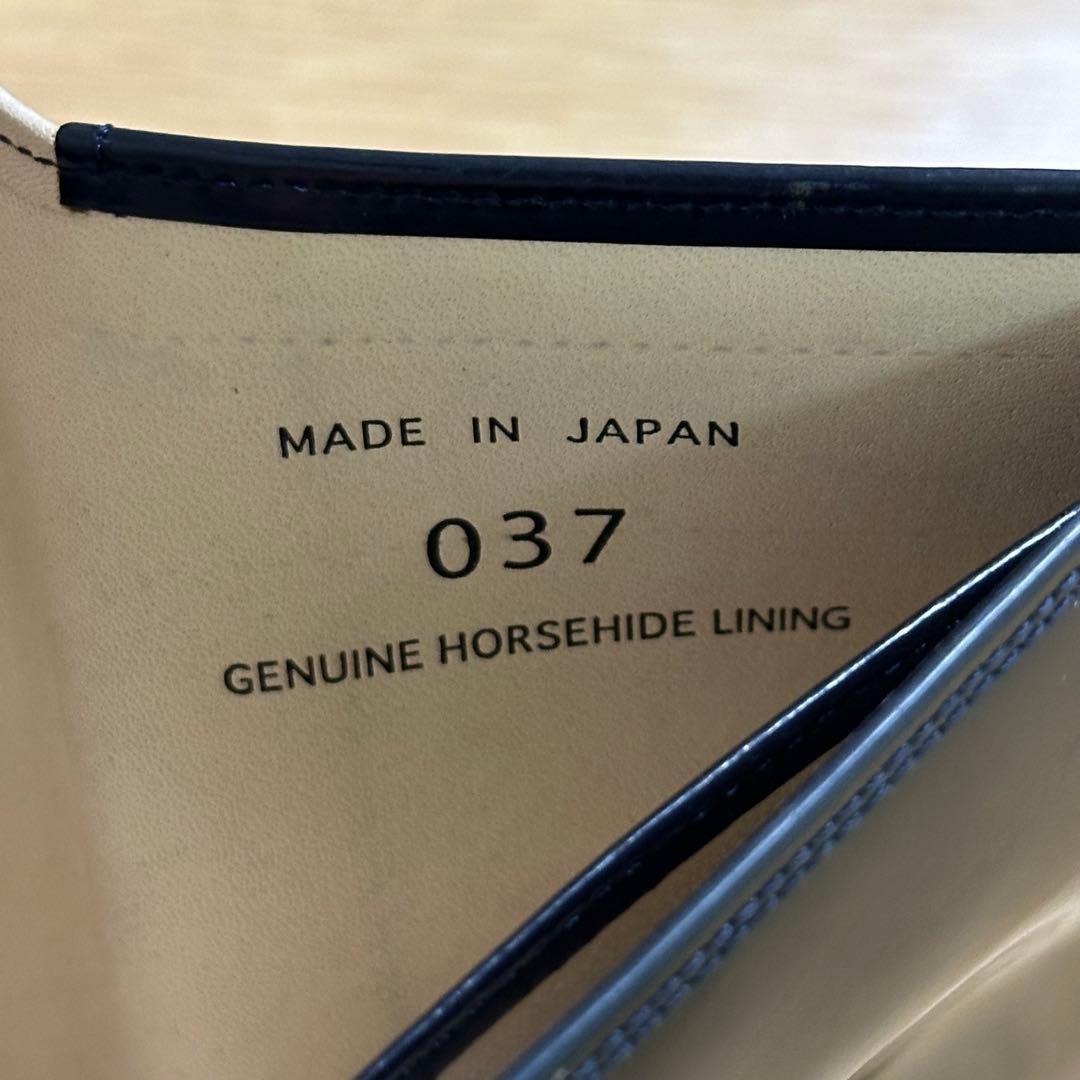 MADE IN JAPAN
037
GENUINE HORSEHIDE LINING